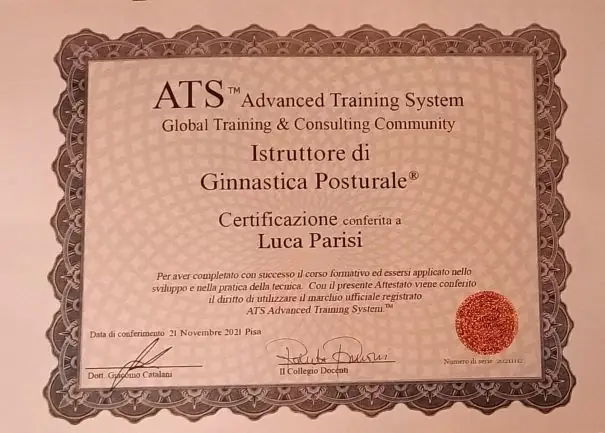 ATS™ Advanced Training System
Global Training & Consulting Community
Istruttore di
Ginnastica Posturale®
Certificazione conferita a
Luca Parisi
Per aver completato con successo il corso formativo ed essersi applicato nello
sviluppo e nella pratica della tecnica. Con il presente Attestato viene conferito
il diritto di utilizzare il marchio ufficiale registrato
ATS Advanced Training System.™
Data di conferimento 21 Novembre 2021 Pisa
Dott. Giacomo Catalani
Il Collegio Docenti
Numero di serie